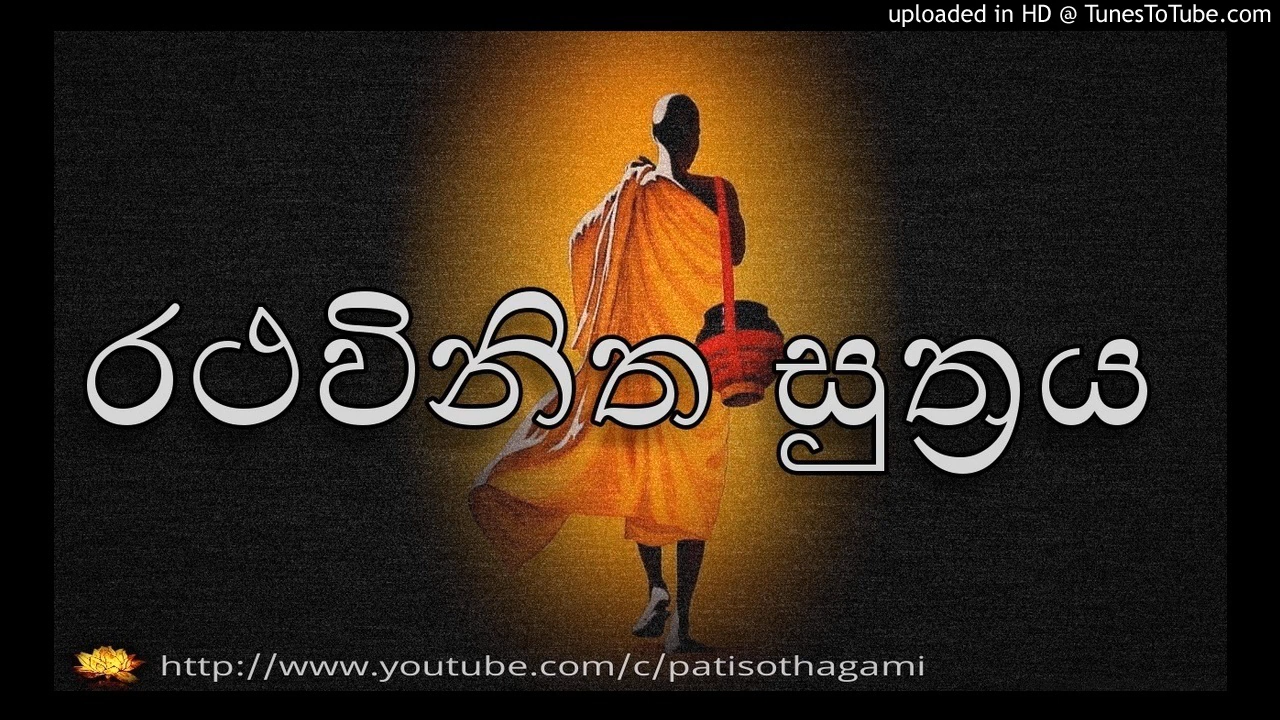 uploaded in HD @ TunesToTube.com
රථවිනිත සුත්‍රය
http://www.youtube.com/c/patisothagami